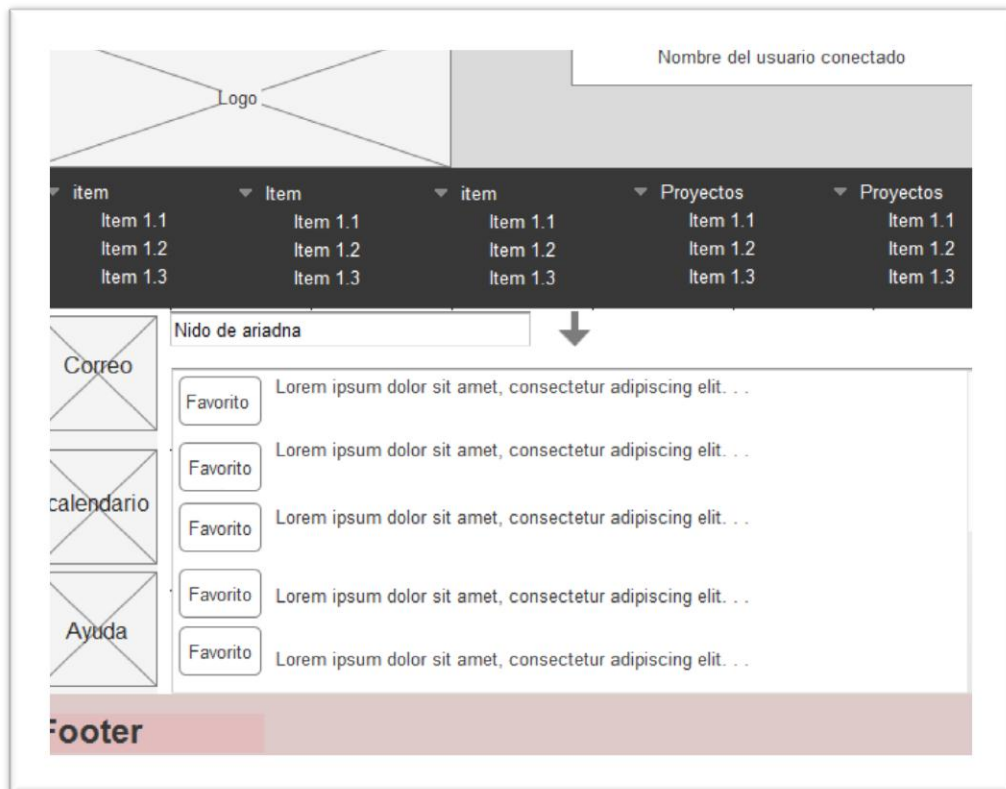 Nombre del usuario conectado
Logo
item Item item Proyectos Proyectos
Item 1.1 Item 1.1 Item 1.1 Item 1.1 Item 1.1
Item 1.2 Item 1.2 Item 1.2 Item 1.2 Item 1.2
Item 1.3 Item 1.3 Item 1.3 Item 1.3 Item 1.3
Nido de ariadna
Correo
calendario
Ayuda
Favorito Lorem ipsum dolor sit amet, consectetur adipiscing elit. . .
Favorito Lorem ipsum dolor sit amet, consectetur adipiscing elit. . .
Favorito Lorem ipsum dolor sit amet, consectetur adipiscing elit. . .
Favorito Lorem ipsum dolor sit amet, consectetur adipiscing elit. . .
Favorito Lorem ipsum dolor sit amet, consectetur adipiscing elit. . .
Footer